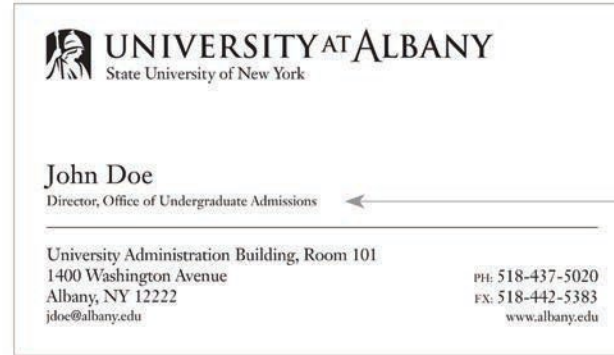 UNIVERSITY AT ALBANY
State University of New York
John Doe
Director, Office of Undergraduate Admissions
University Administration Building, Room 101
1400 Washington Avenue
Albany, NY 12222
jdoe@albany.edu
PH: 518-437-5020
FX: 518-442-5383
www.albany.edu